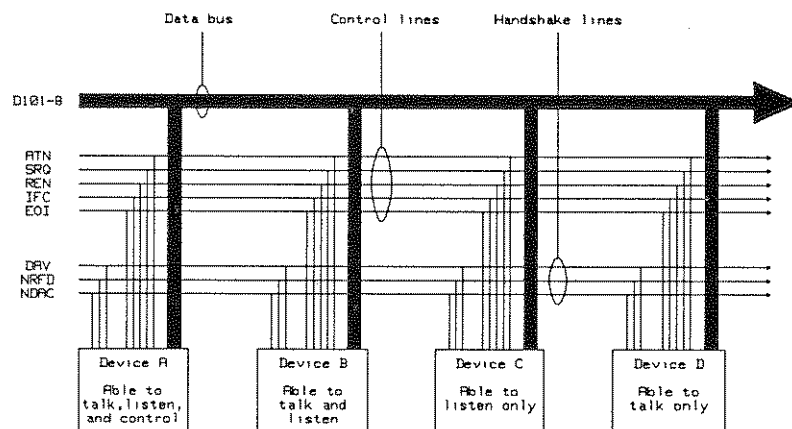 Data bus
Control lines
Handshake lines
D101-8
ATN
SRQ
REN
IFC
EOI
DAV
NRFD
NDAC
Device A
Able to
talk, listen,
and control
Device B
Able to
talk and
listen
Device C
Able to
listen only
Device D
Able to
talk only